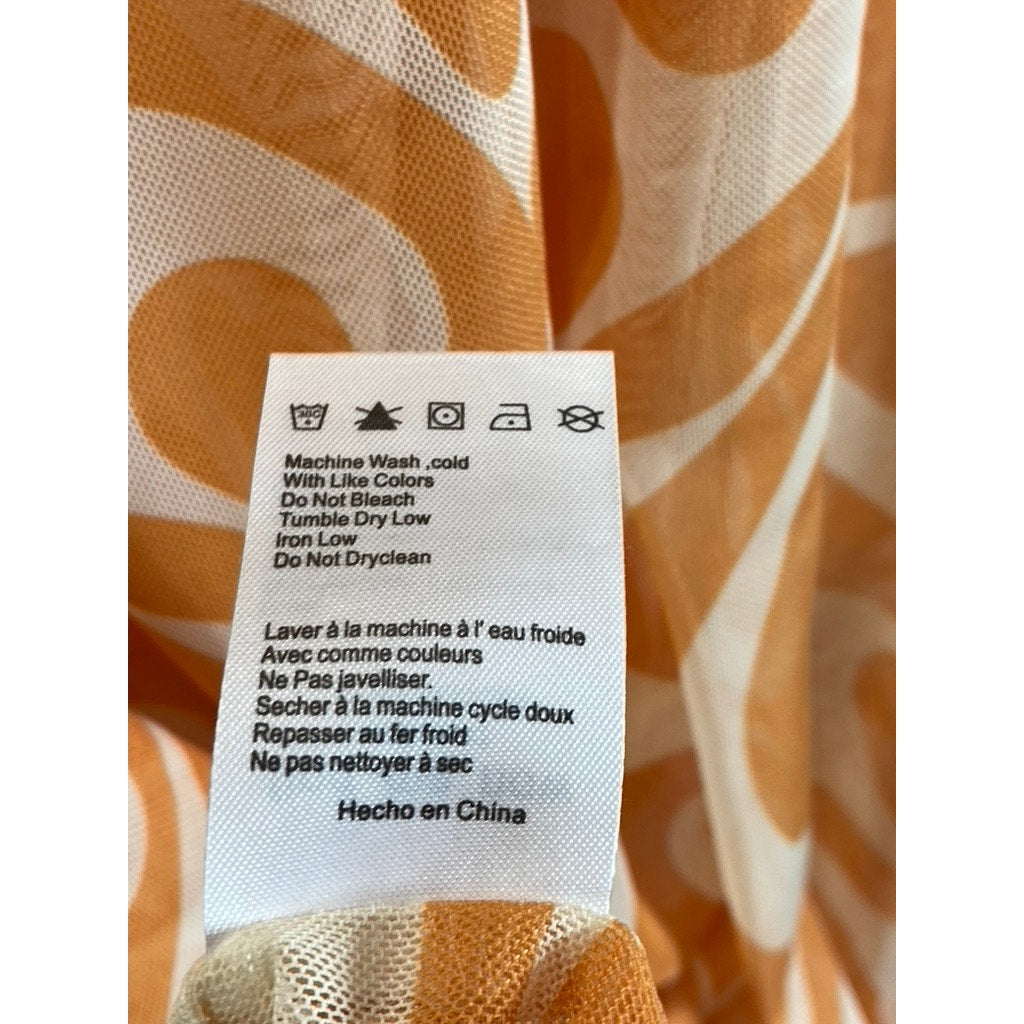 30C
Machine Wash ,cold
With Like Colors
Do Not Bleach
Tumble Dry Low
Iron Low
Do Not Dryclean
Laver à la machine à l' eau froide
Avec comme couleurs
Ne Pas javelliser.
Secher à la machine cycle doux
Repasser au fer froid
Ne pas nettoyer à sec
Hecho en China